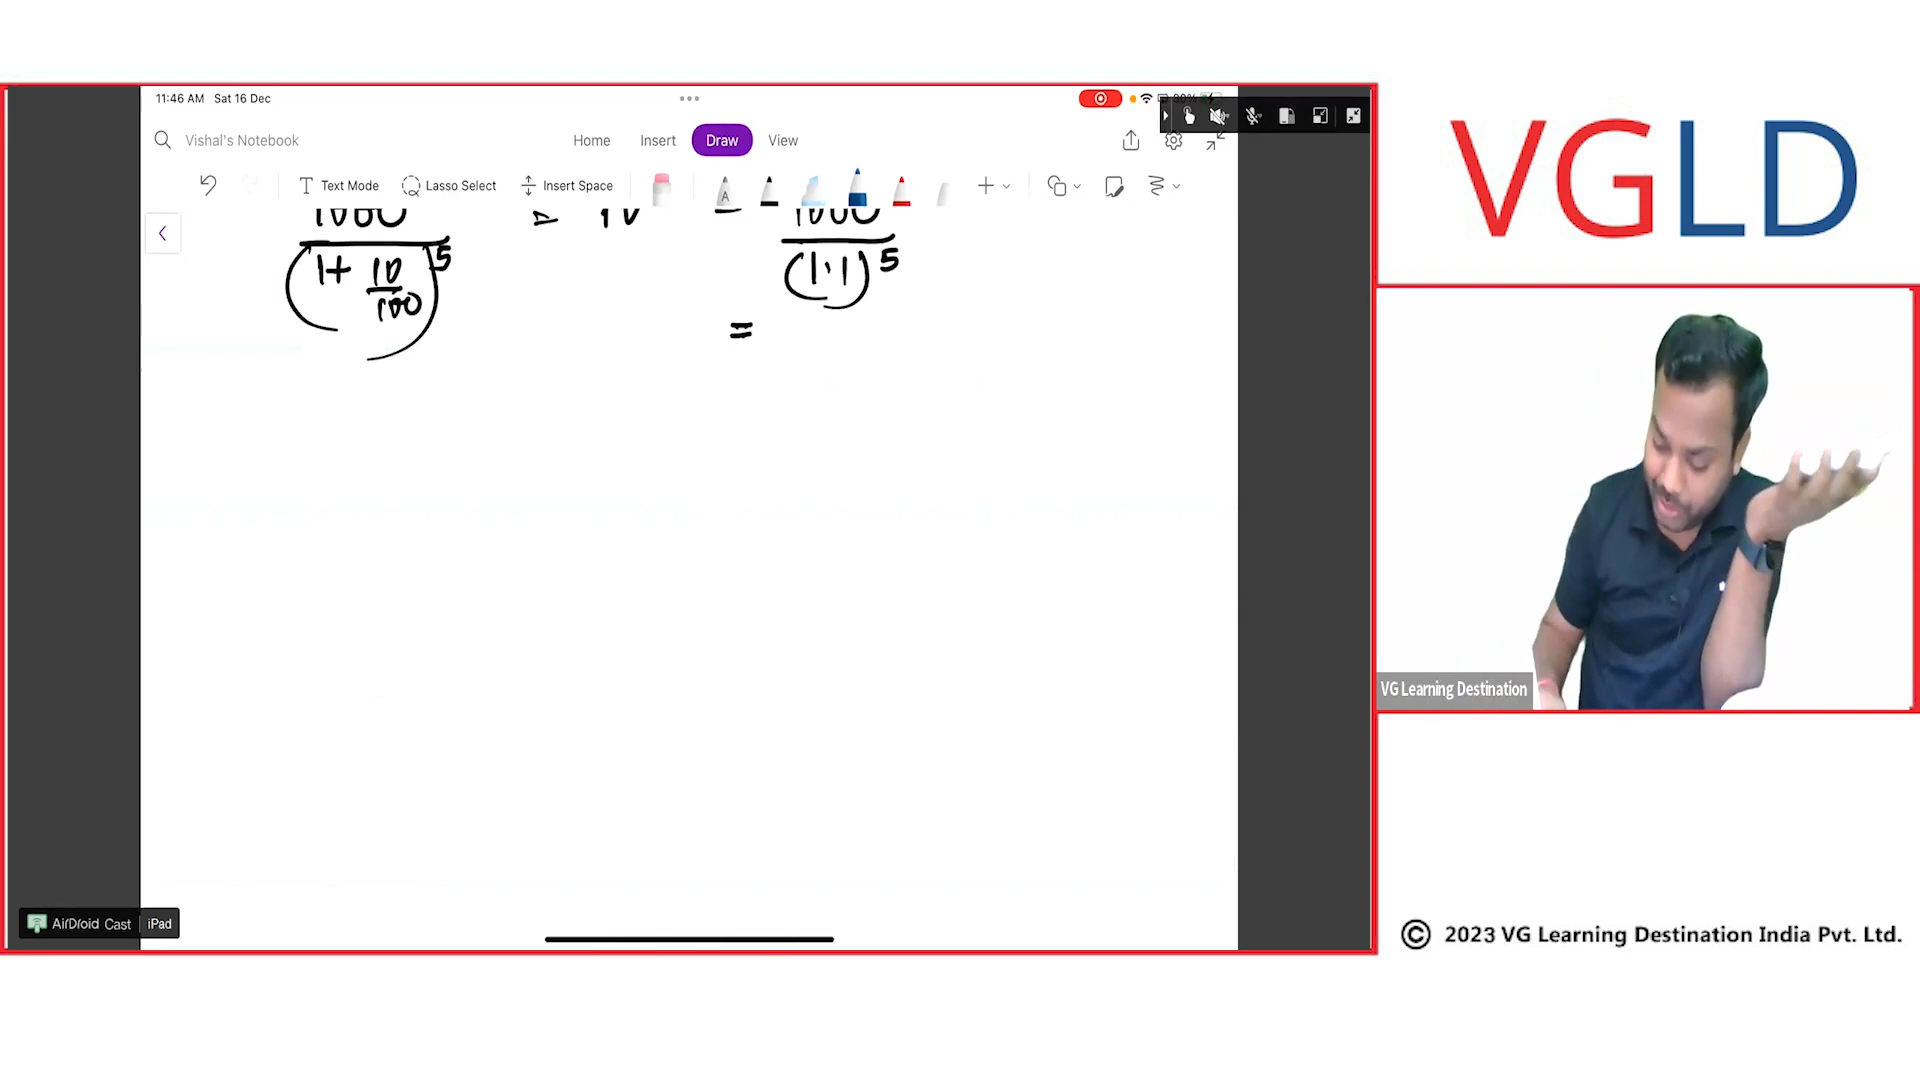 11:46 AM Sat 16 Dec
80%
Vishal's Notebook
Home Insert Draw View
Text Mode Lasso Select Insert Space
A
1000 = PV = 1000
(1+ 10/100)^5 (1.1)^5
=
VGLD
VG Learning Destination
AirDroid Cast iPad
© 2023 VG Learning Destination India Pvt. Ltd.